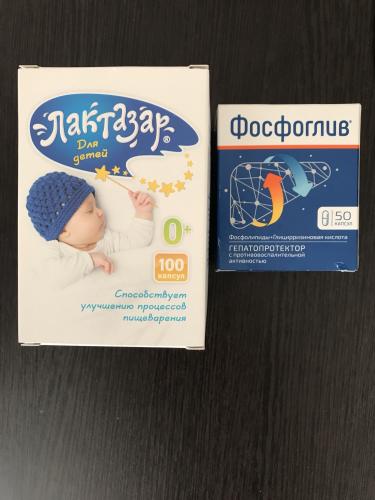 Лактазар®
Для
детей
0+
100
капсул
Способствует
улучшению процессов
пищеварения
Фосфоглив®
50
капсул
Фосфолипиды+Глицирризиновая кислота
ГЕПАТОПРОТЕКТОР
с противовоспалительной
активностью